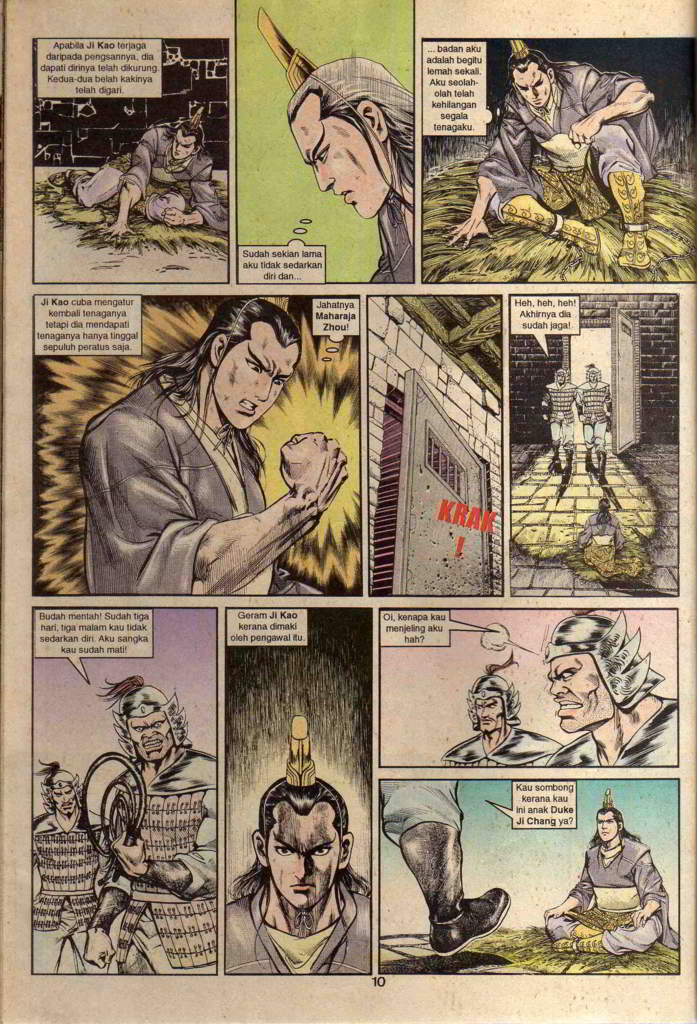 Apabila Ji Kao terjaga
daripada pengsannya, dia
dapati dirinya telah dikurung.
Kedua-dua belah kakinya
telah digari.
Sudah sekian lama
aku tidak sedarkan
diri dan...
... badan aku
adalah begitu
lemah sekali.
Aku seolah-
olah telah
kehilangan
segala
tenagaku.
Ji Kao cuba mengatur
kembali tenaganya
tetapi dia mendapati
tenaganya hanya tinggal
sepuluh peratus saja.
Jahatnya
Maharaja
Zhou!
KRAK
!
Heh, heh, heh!
Akhirnya dia
sudah jaga!
Budah mentah! Sudah tiga
hari, tiga malam kau tidak
sedarkan diri. Aku sangka
kau sudah mati!
Geram Ji Kao
kerana dimaki
oleh pengawal itu.
Oi, kenapa kau
menjeling aku
hah?
Kau sombong
kerana kau
ini anak Duke
Ji Chang ya?
10